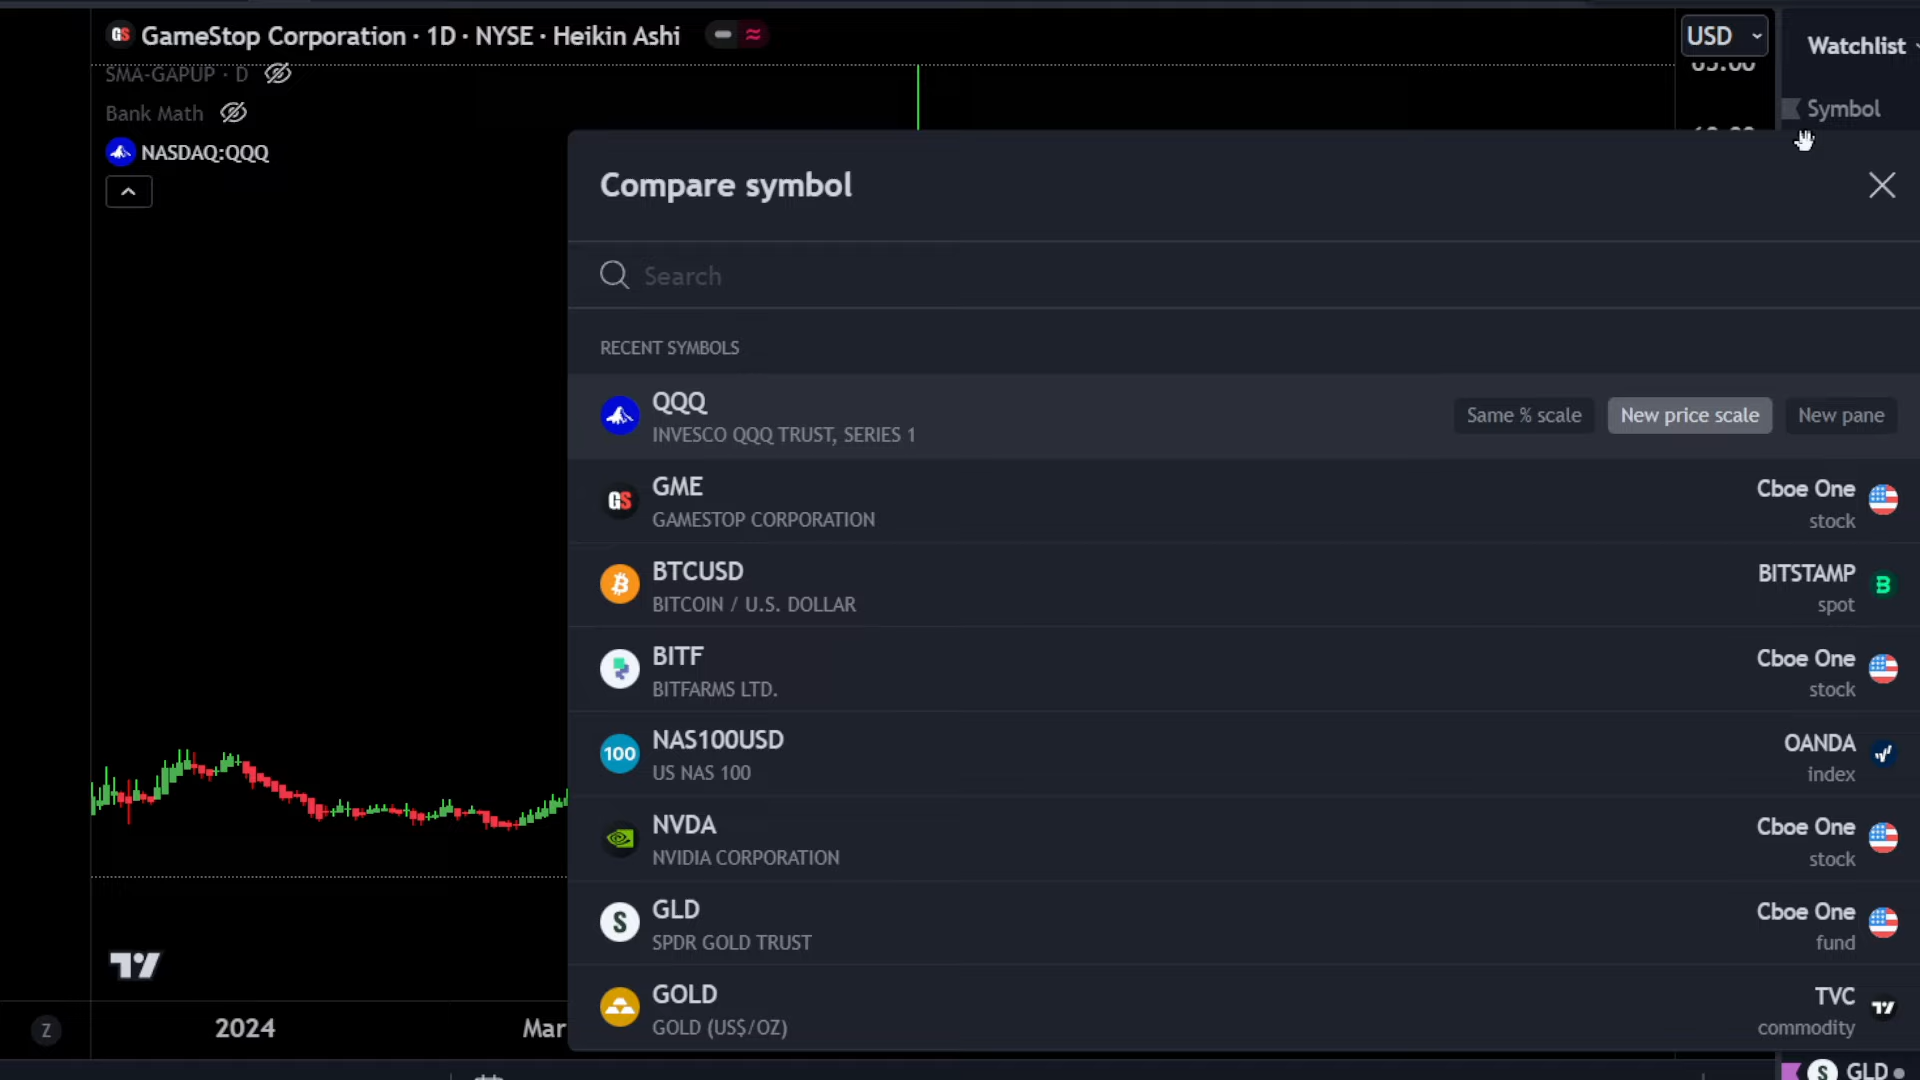 GameStop Corporation · 1D · NYSE · Heikin Ashi
USD
Watchlist
SMA-GAPUP · D
Symbol
Bank Math
NASDAQ:QQQ
Compare symbol
Search
RECENT SYMBOLS
QQQ
INVESCO QQQ TRUST, SERIES 1
Same % scale
New price scale
New pane
GS
GME
GAMESTOP CORPORATION
Cboe One
stock
BTCUSD
BITCOIN / U.S. DOLLAR
BITSTAMP
spot
BITF
BITFARMS LTD.
Cboe One
stock
100
NAS100USD
US NAS 100
OANDA
index
NVDA
NVIDIA CORPORATION
Cboe One
stock
S
GLD
SPDR GOLD TRUST
Cboe One
fund
GOLD
GOLD (US$/OZ)
TVC
commodity
Z
2024
Mar
S
GLD